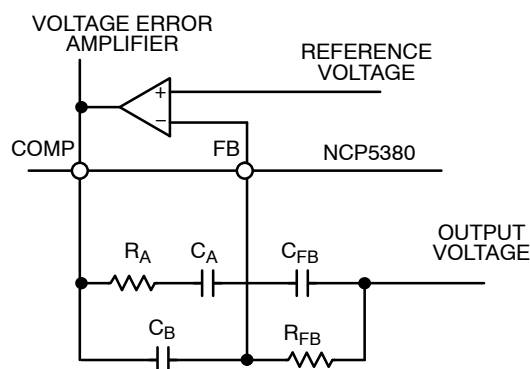 VOLTAGE ERROR
AMPLIFIER
REFERENCE
VOLTAGE
+
−
COMP
FB
NCP5380
OUTPUT
VOLTAGE
RA
CA
CFB
CB
RFB